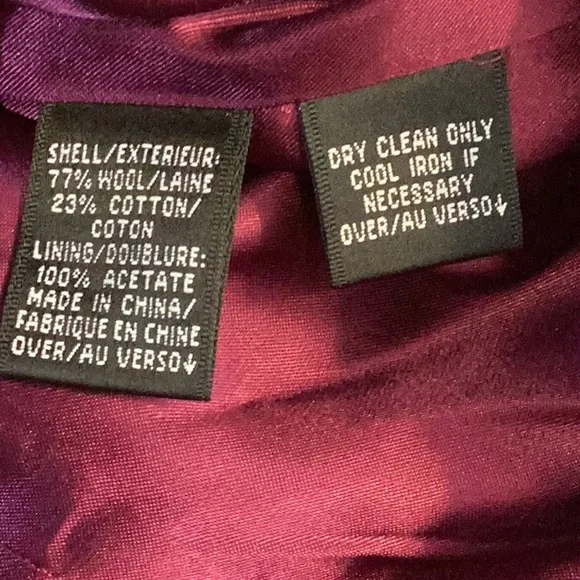 SHELL/EXTERIEUR:
77% WOOL/LAINE
23% COTTON/
COTON
LINING/DOUBLURE:
100% ACETATE
MADE IN CHINA/
FABRIQUE EN CHINE
OVER/AU VERSO↓
DRY CLEAN ONLY
COOL IRON IF
NECESSARY
OVER/AU VERSO↓